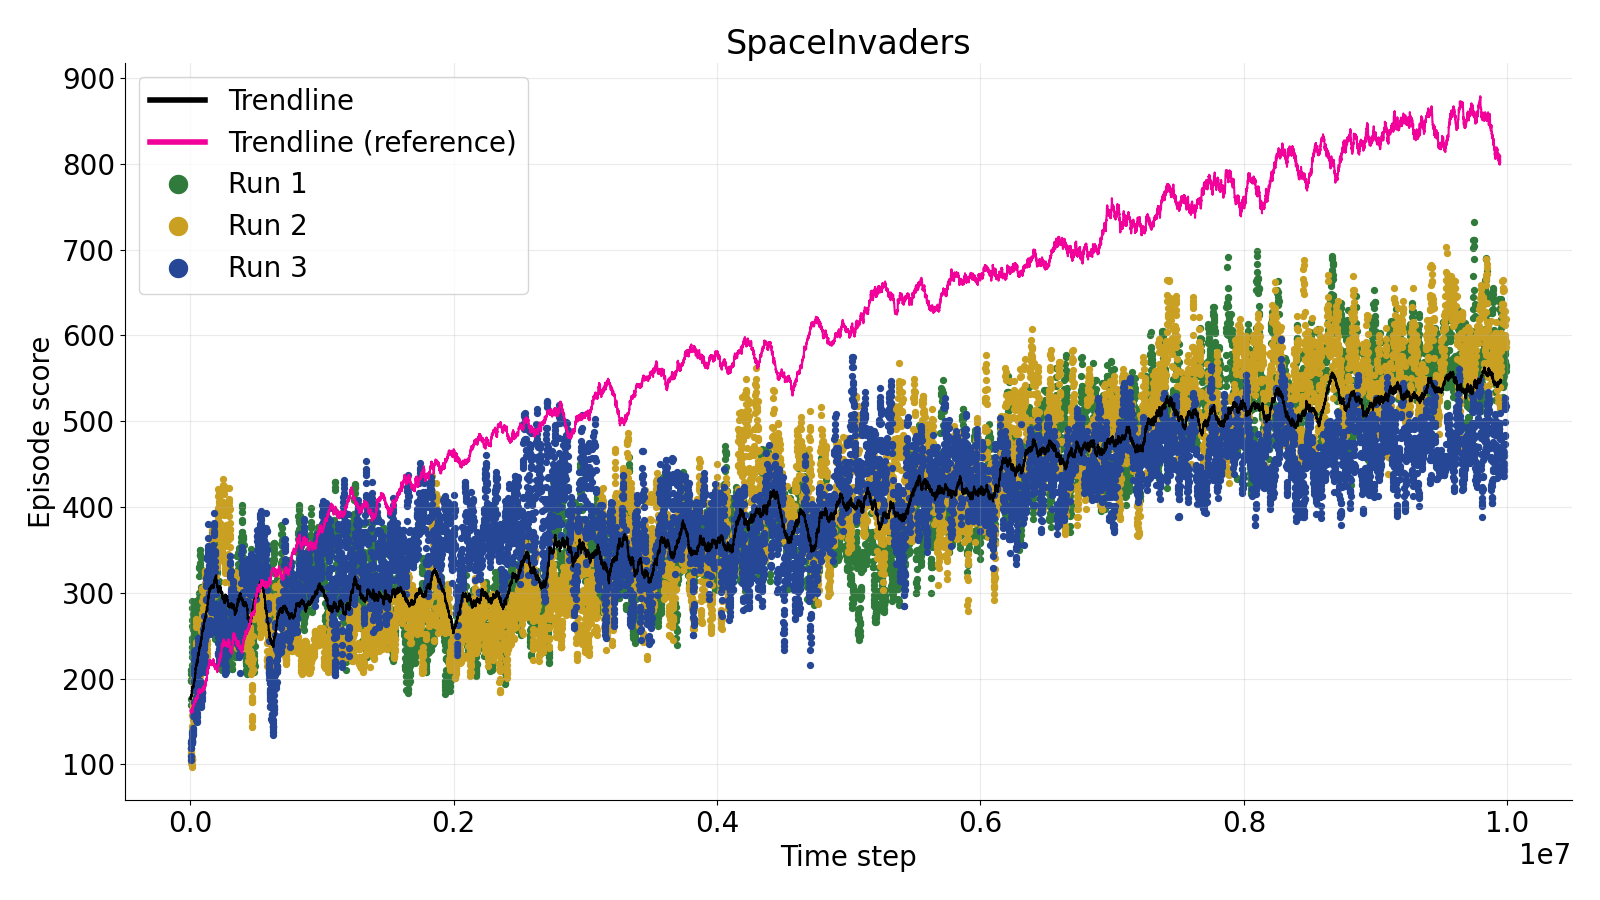 SpaceInvaders
Trendline
Trendline (reference)
Run 1
Run 2
Run 3
Episode score
900
800
700
600
500
400
300
200
100
0.0 0.2 0.4 0.6 0.8 1.0
1e7
Time step